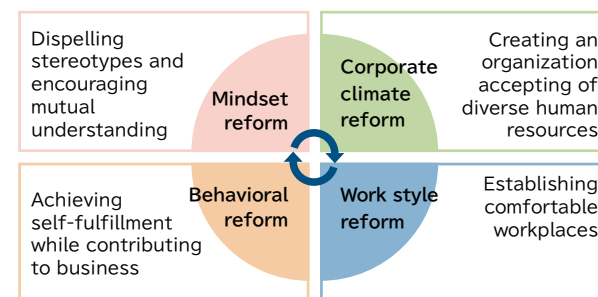 Dispelling
stereotypes and
encouraging
mutual
understanding
Mindset
reform
Corporate
climate
reform
Creating an
organization
accepting of
diverse human
resources
Achieving
self-fulfillment
while contributing
to business
Behavioral
reform
Work style
reform
Establishing
comfortable
workplaces